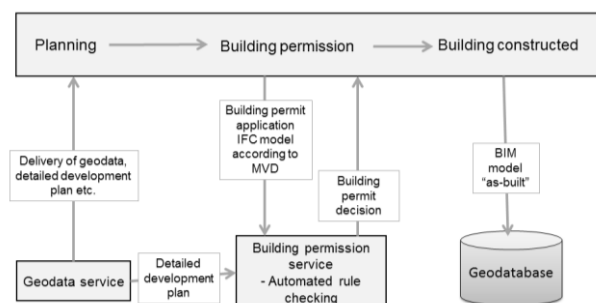 Planning
Building permission
Building constructed
Delivery of geodata,
detailed development
plan etc.
Building permit
application
IFC model
according to
MVD
Building
permit
decision
BIM
model
“as-built”
Geodata service
Detailed
development
plan
Building permission
service
- Automated rule
checking
Geodatabase